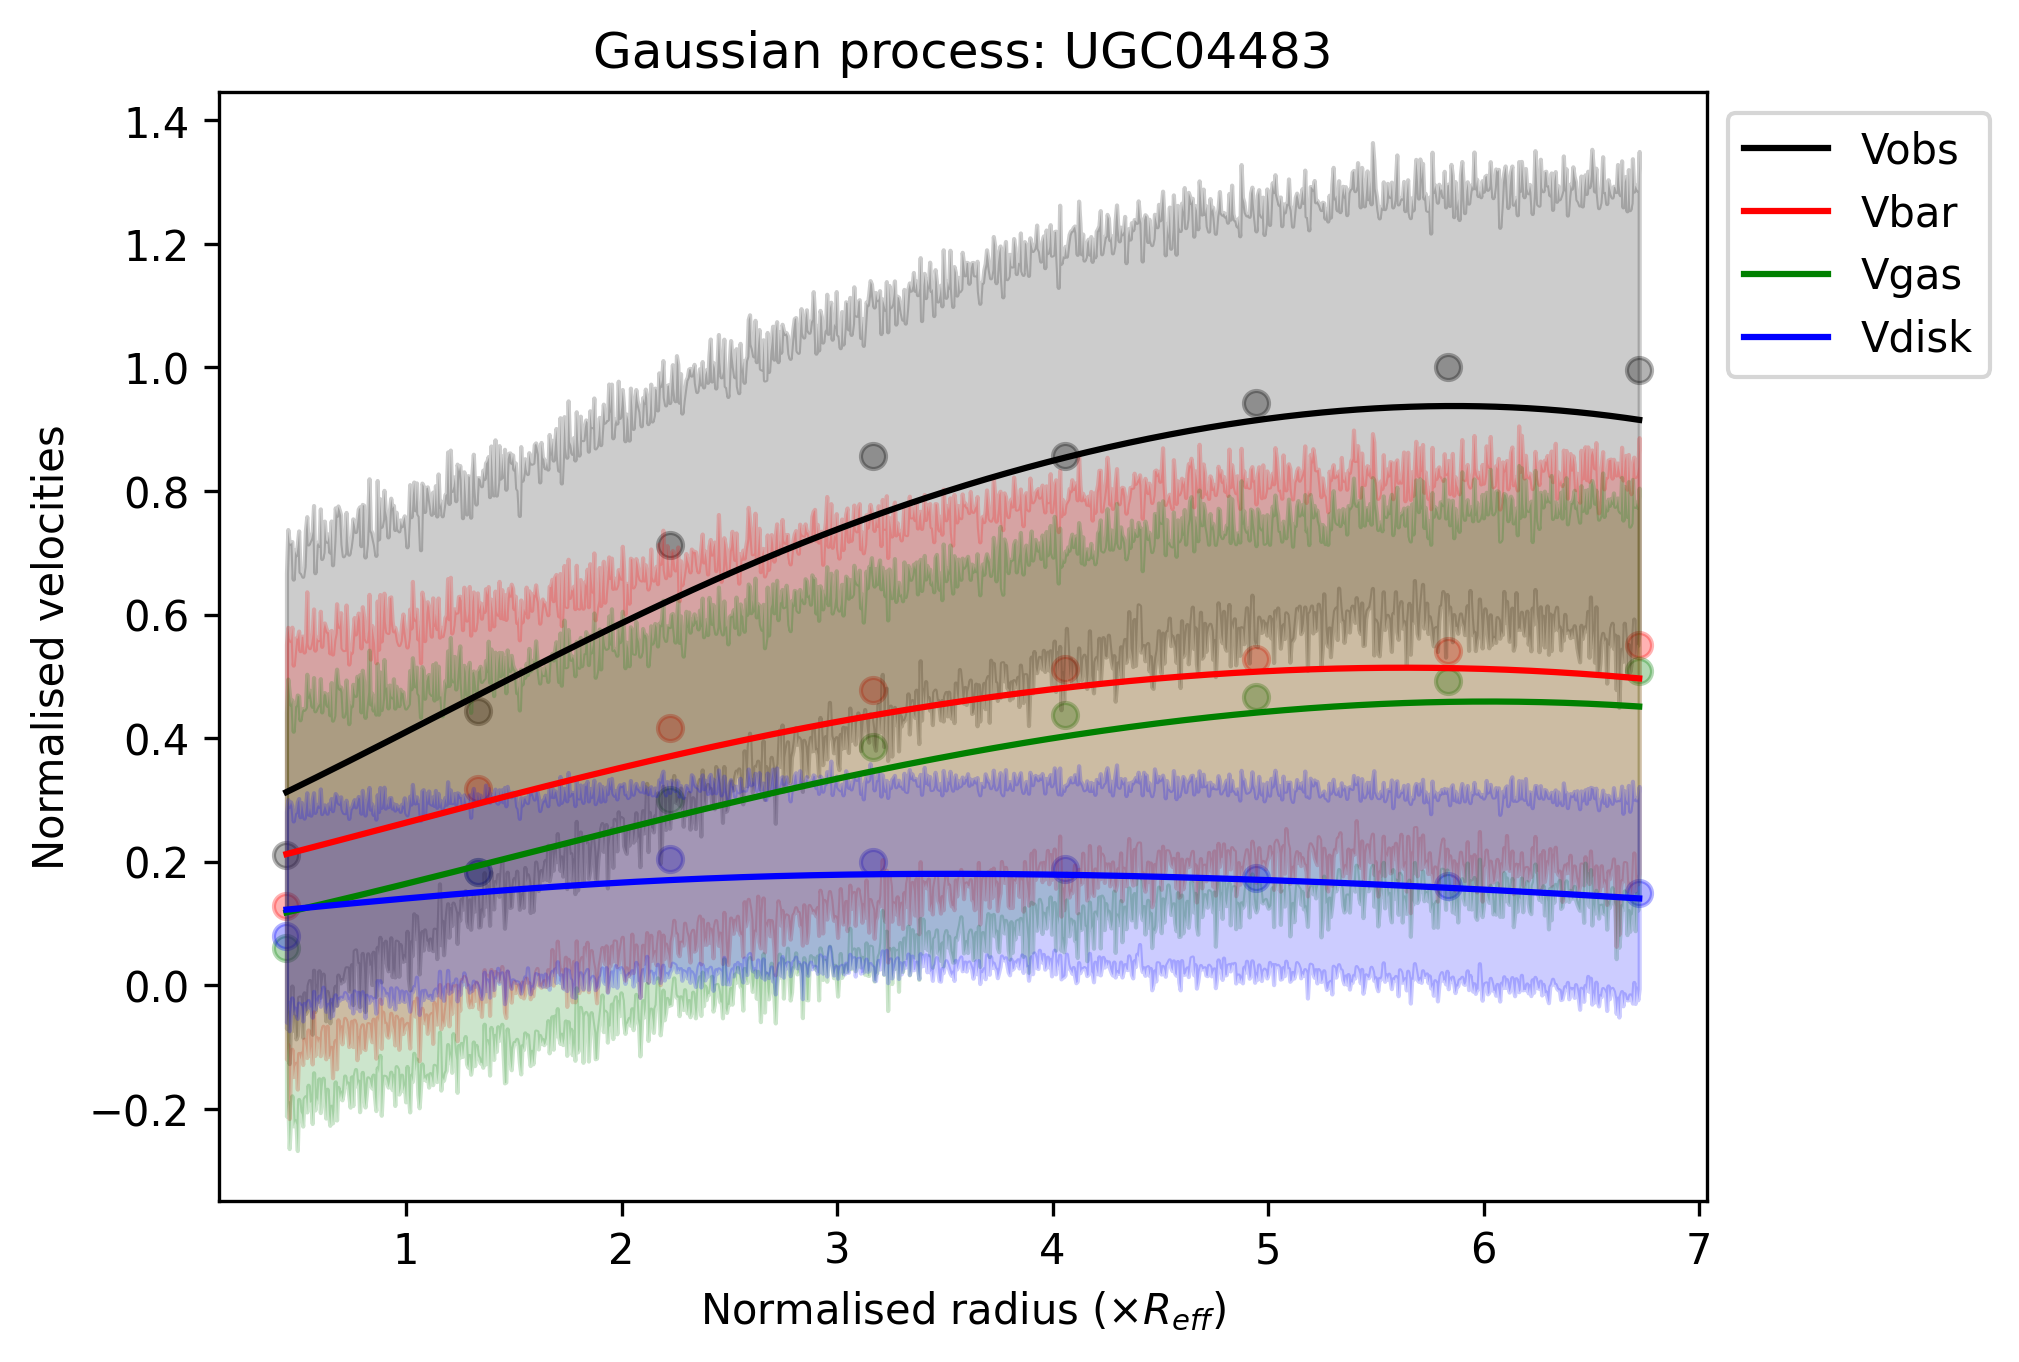 Gaussian process: UGC04483
Normalised velocities
1.4
1.2
1.0
0.8
0.6
0.4
0.2
0.0
−0.2
1 2 3 4 5 6 7
Normalised radius (×R_eff)
Vobs
Vbar
Vgas
Vdisk